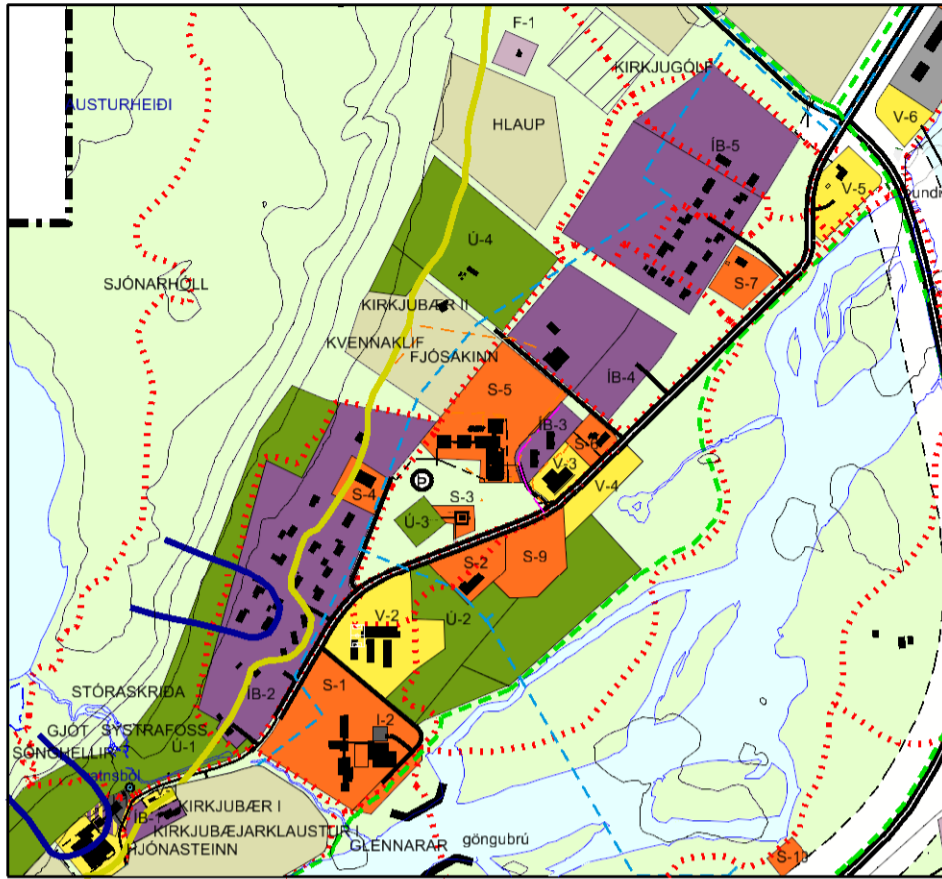 F-1
KIRKJUGÓLF
AUSTURHEIÐI
V-6
HLAUP
ÍB-5
V-5
Ú-4
S-7
SJÓNARHÓLL
KIRKJUBÆR II
KVENNAKLIF
FJÓSAKINN
S-5
ÍB-4
ÍB-3
S-6
V-3
S-4
Þ
S-3
V-4
Ú-3
S-9
S-2
V-2
Ú-2
S-1
STÓRASKRIÐA
ÍB-2
I-2
GJÓT
SYSTRAFOSS
Ú-1
SÖNGHELLIR
KIRKJUBÆR I
ÍB-1
KIRKJUBÆJARKLAUSTUR I
HJÓNASTEINN
GLENNARAR
göngubrú